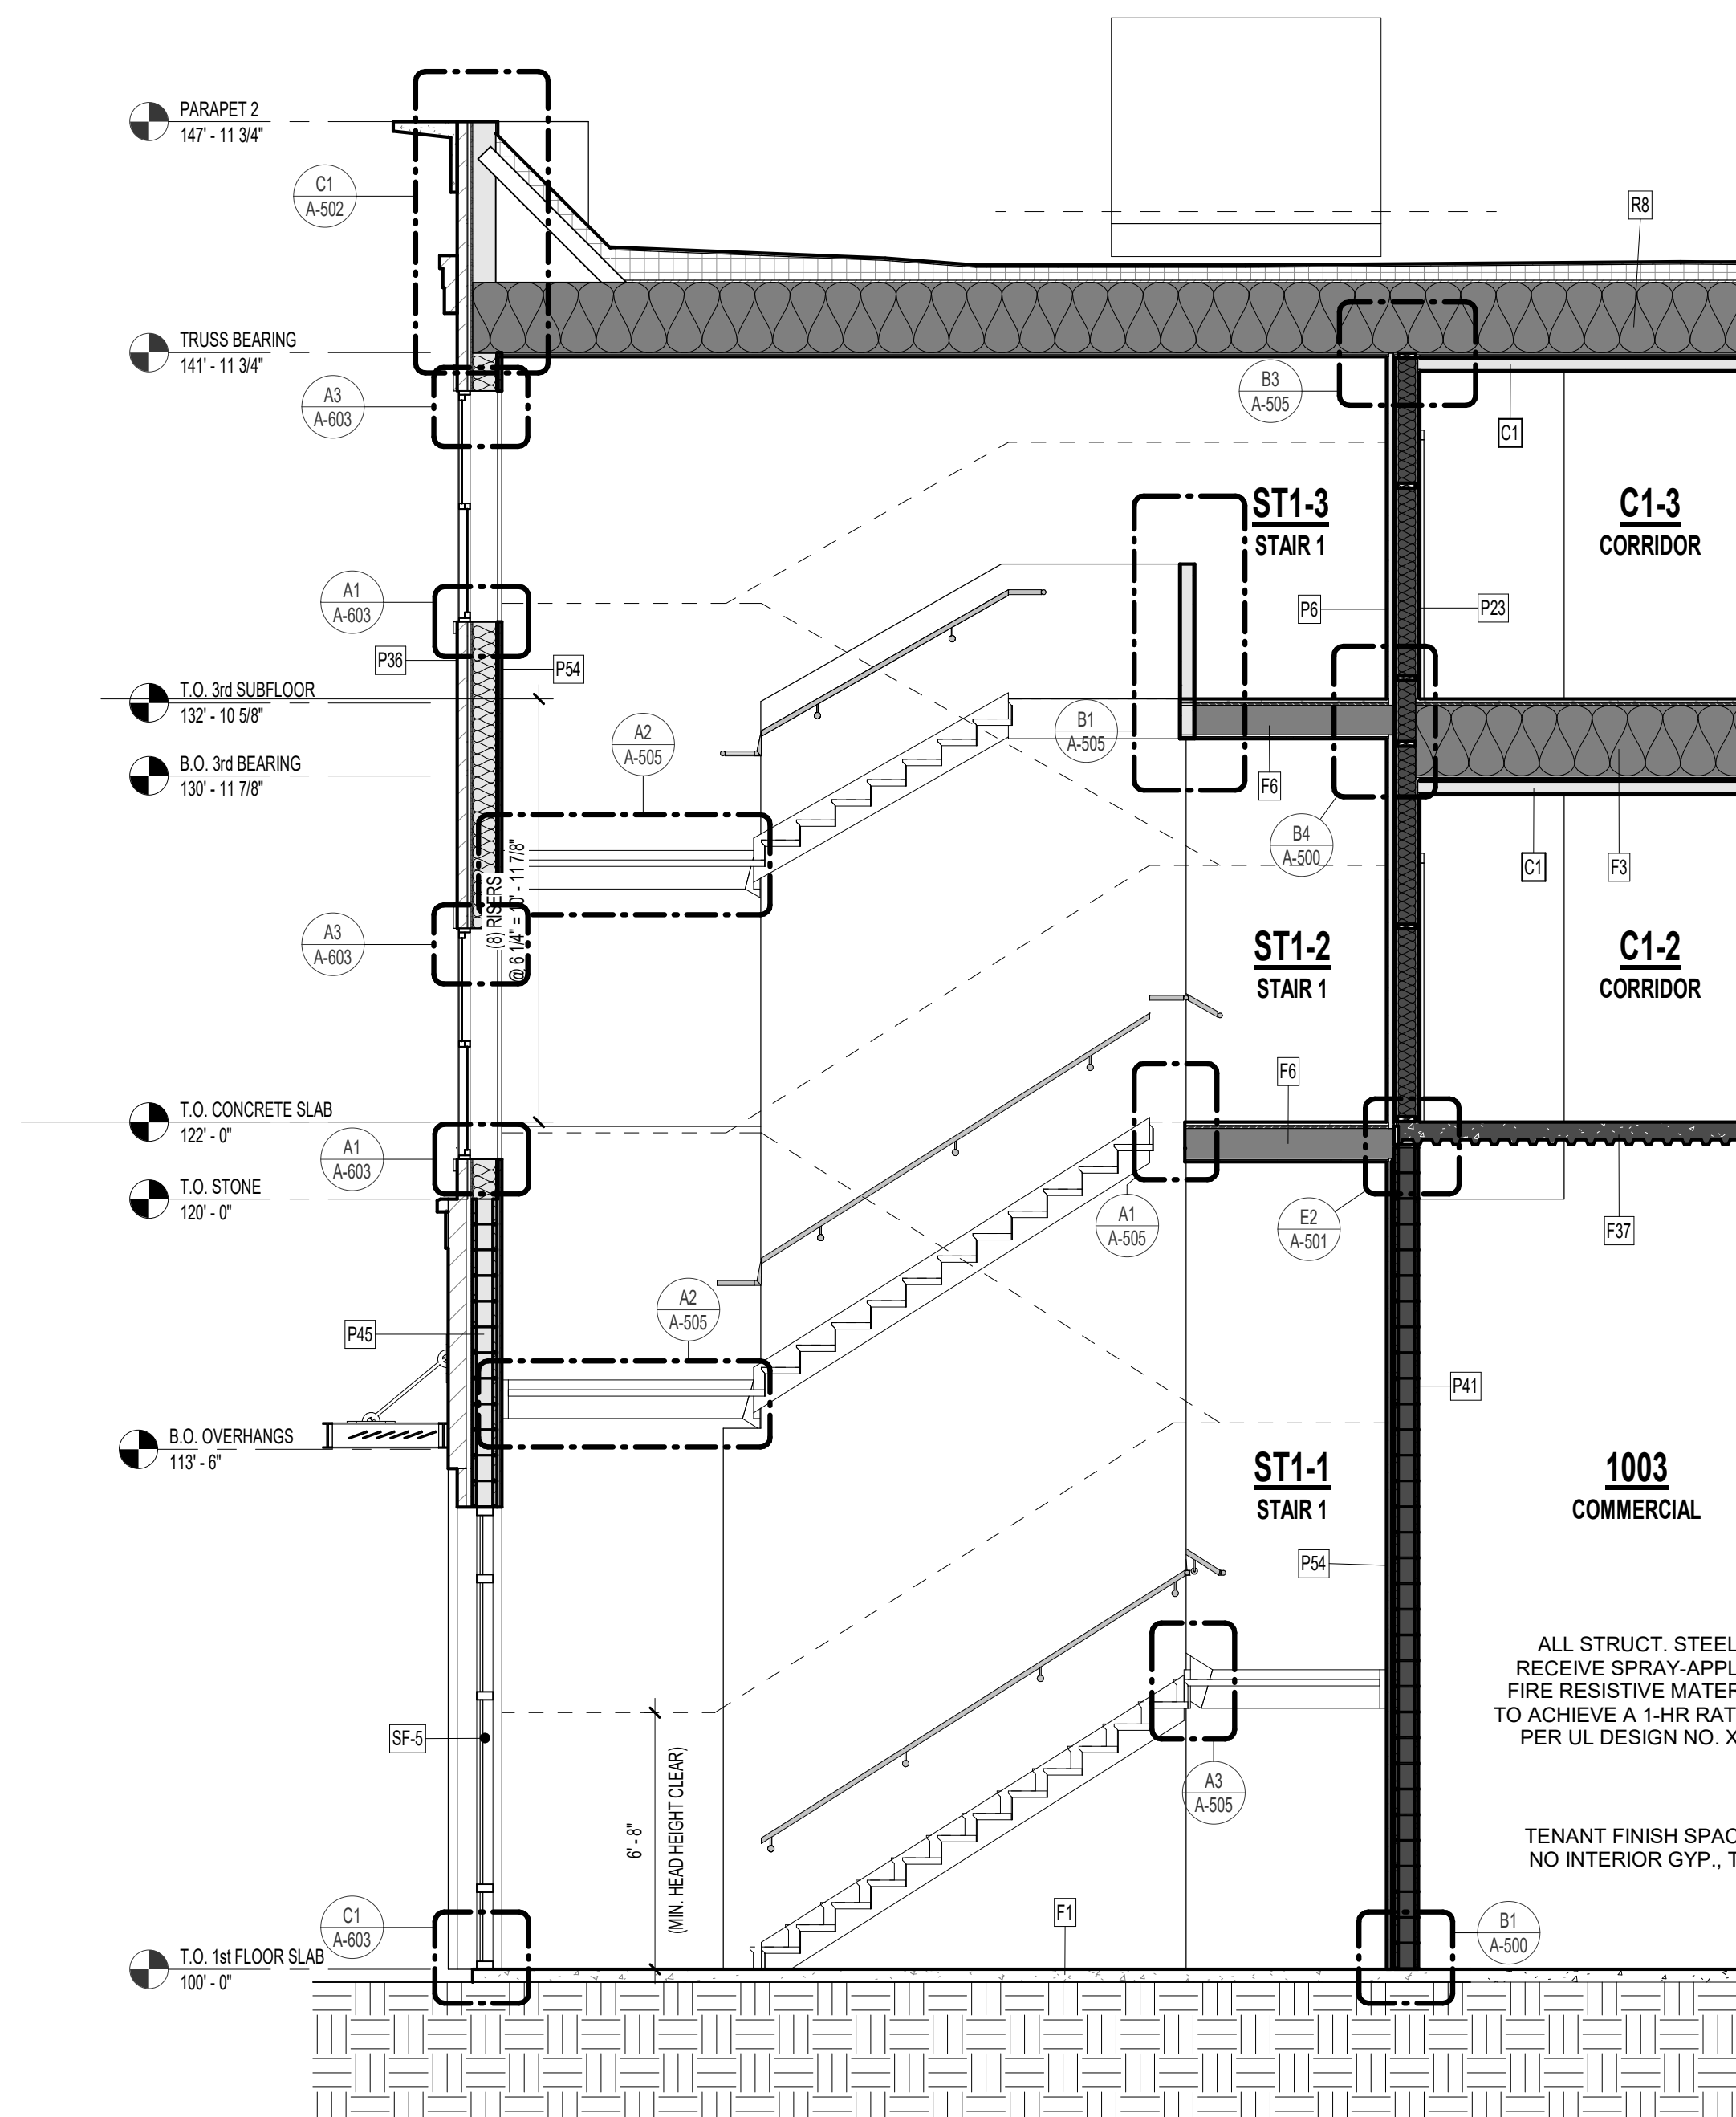 PARAPET 2
147' - 11 3/4"
C1
A-502
R8
TRUSS BEARING
141' - 11 3/4"
A3
A-603
B3
A-505
C1
ST1-3
STAIR 1
C1-3
CORRIDOR
A1
A-603
P6
P23
P36
P54
T.O. 3rd SUBFLOOR
132' - 10 5/8"
A2
A-505
B1
A-505
B.O. 3rd BEARING
130' - 11 7/8"
F6
B4
A-500
C1
F3
(8) RISERS
@ 6 1/4" = 10' - 11 7/8"
A3
A-603
ST1-2
STAIR 1
C1-2
CORRIDOR
F6
T.O. CONCRETE SLAB
122' - 0"
A1
A-603
T.O. STONE
120' - 0"
A1
A-505
E2
A-501
F37
A2
A-505
P45
P41
B.O. OVERHANGS
113' - 6"
ST1-1
STAIR 1
1003
COMMERCIAL
P54
ALL STRUCT. STEEL
RECEIVE SPRAY-APPL
FIRE RESISTIVE MATER
TO ACHIEVE A 1-HR RAT
PER UL DESIGN NO. X
SF-5
A3
A-505
6' - 8"
(MIN. HEAD HEIGHT CLEAR)
TENANT FINISH SPAC
NO INTERIOR GYP., T
C1
A-603
F1
B1
A-500
T.O. 1st FLOOR SLAB
100' - 0"